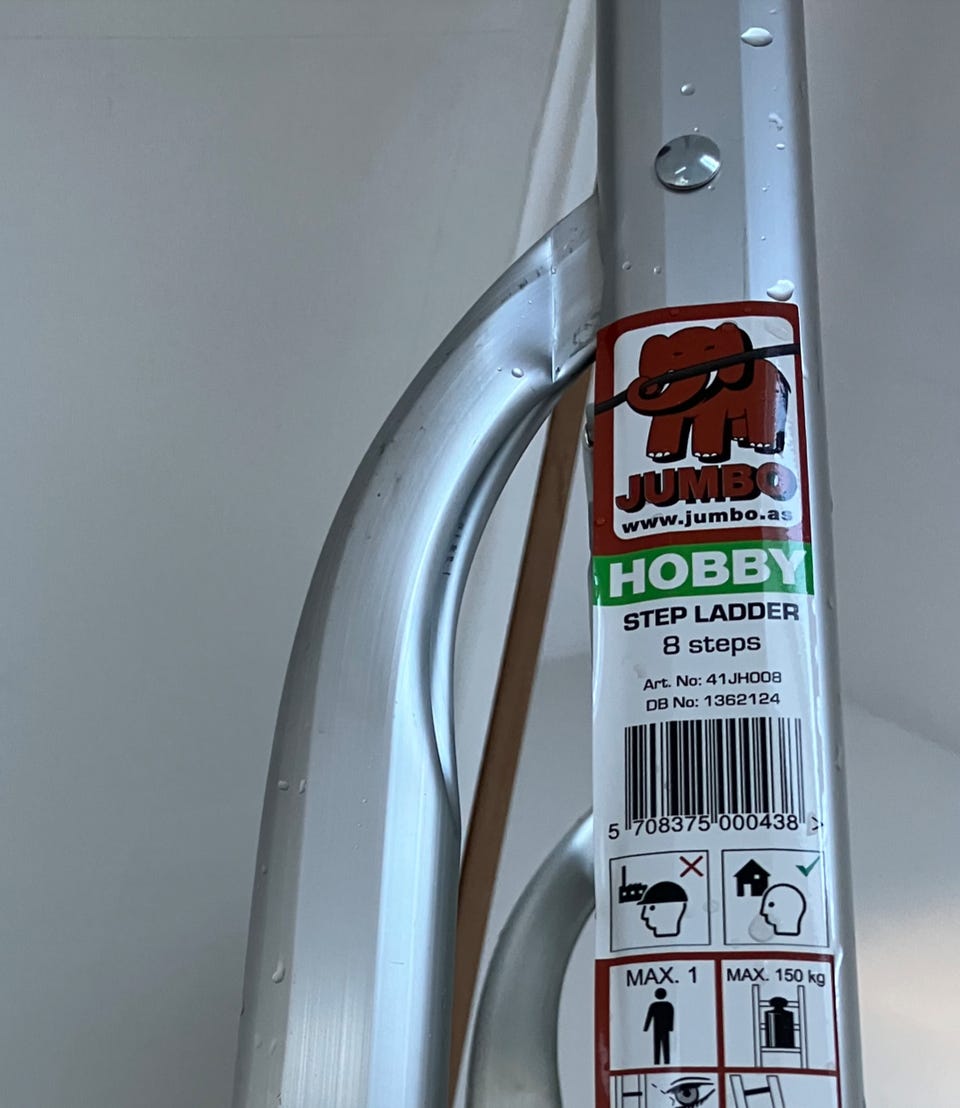 JUMBO
www.jumbo.as
HOBBY
STEP LADDER
8 steps
Art. No: 41JH008
DB No: 1362124
5 708375 000438 >
MAX. 1
MAX. 150 kg